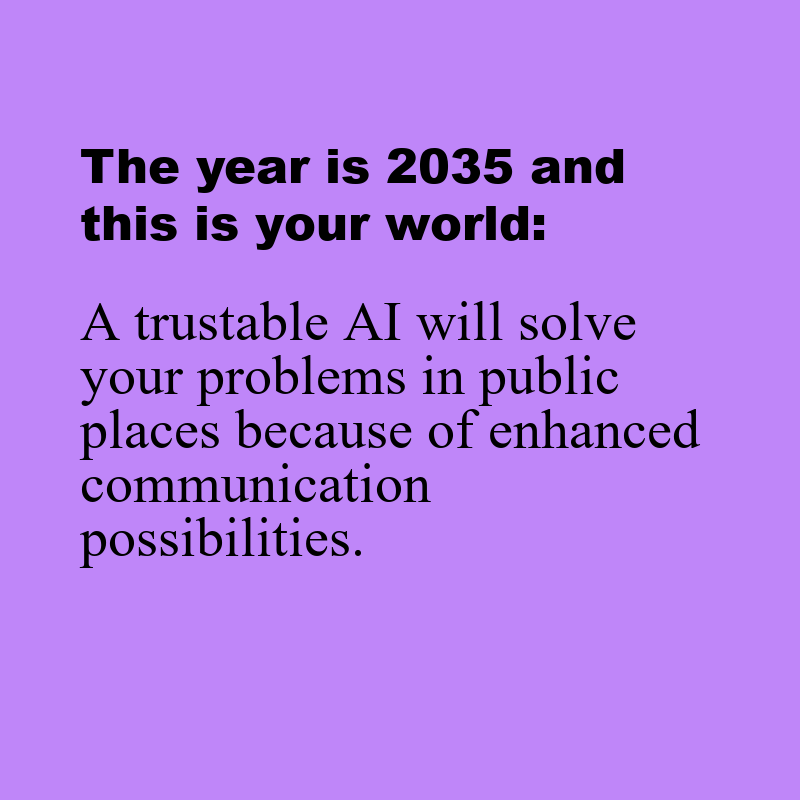 The year is 2035 and
this is your world:
A trustable AI will solve
your problems in public
places because of enhanced
communication
possibilities.